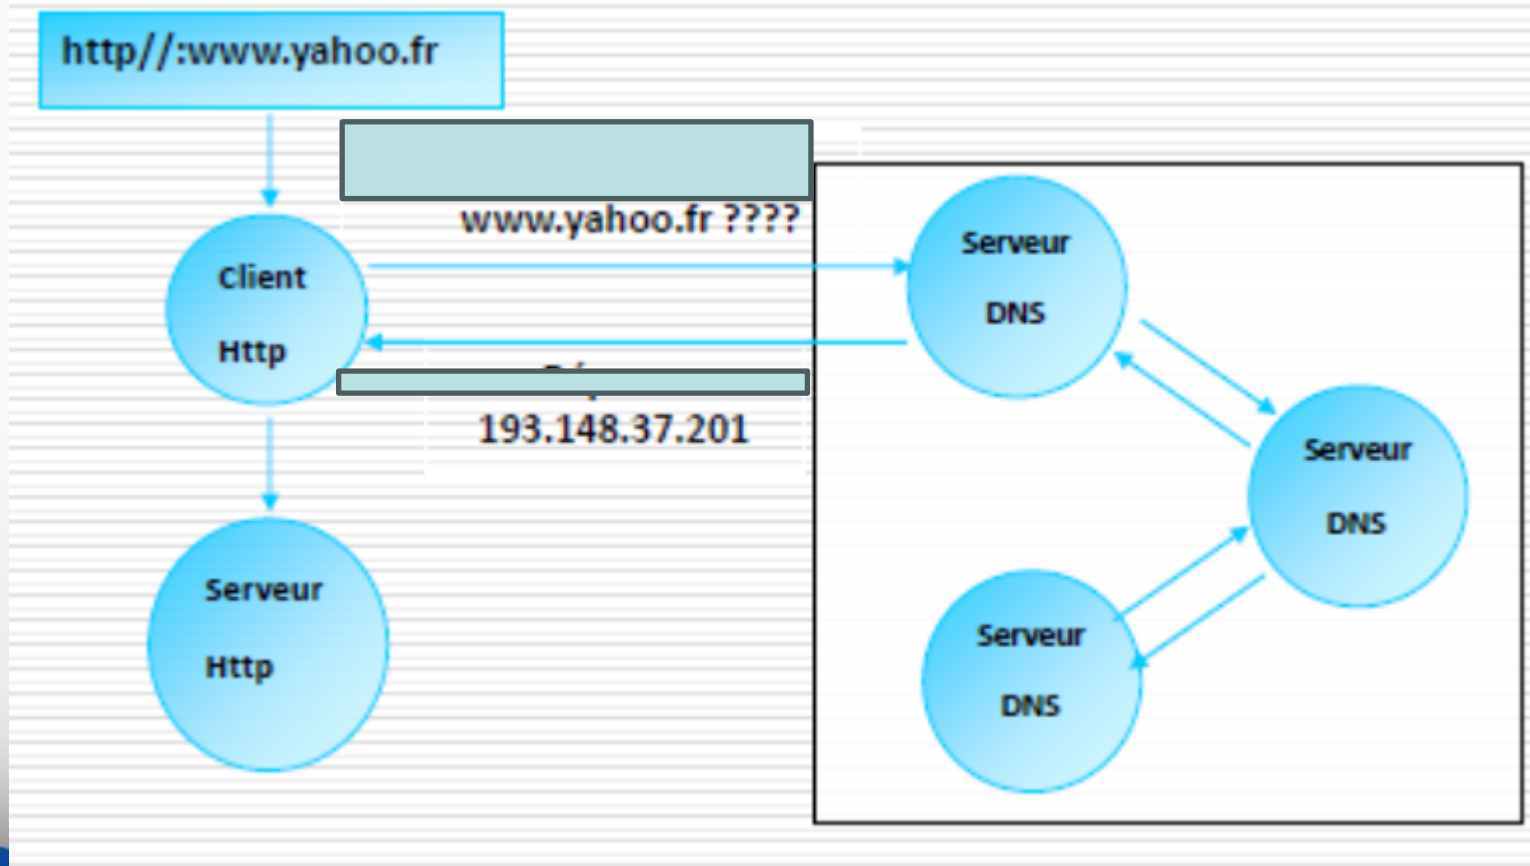 http//:www.yahoo.fr
www.yahoo.fr ????
Client
Http
193.148.37.201
Serveur
Http
Serveur
DNS
Serveur
DNS
Serveur
DNS